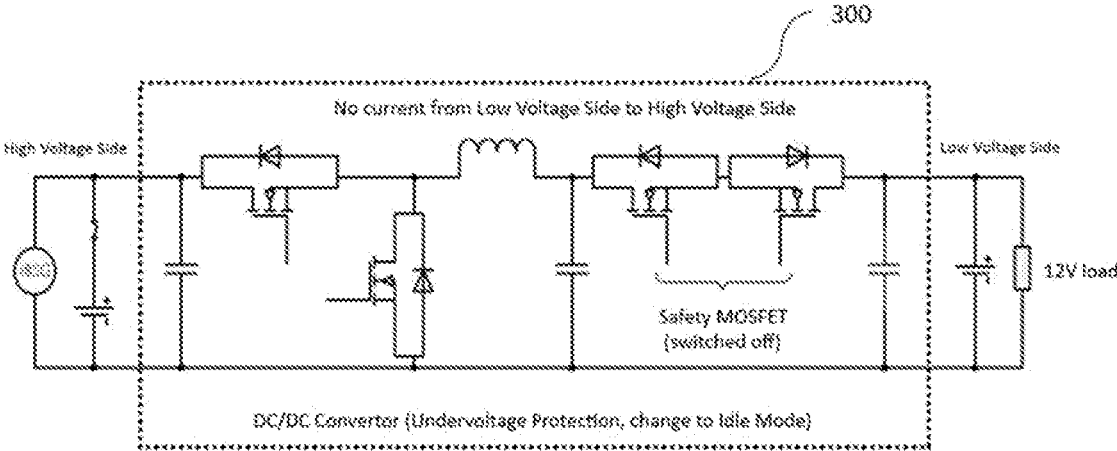 300
No current from Low Voltage Side to High Voltage Side
High Voltage Side
Low Voltage Side
12V load
Safety MOSFET
(switched off)
DC/DC Convertor (Undervoltage Protection, change to Idle Mode)